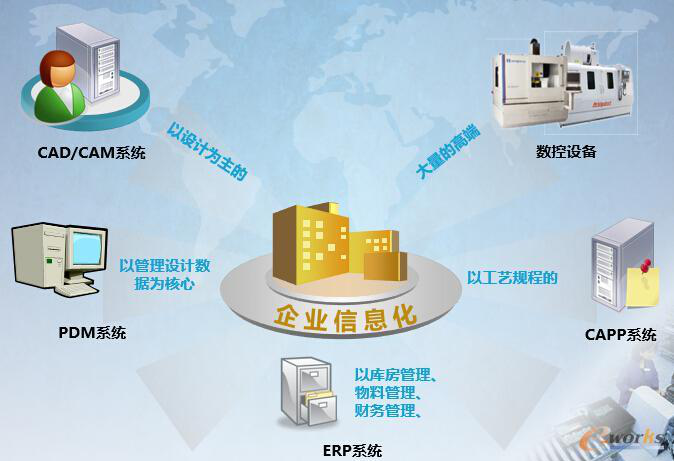 CAD/CAM系统
以设计为主的
大量的高端
数控设备
以管理设计数
据为核心
PDM系统
以工艺规程的
CAPP系统
企业信息化
以库房管理、
物料管理、
财务管理、
ERP系统
e-works